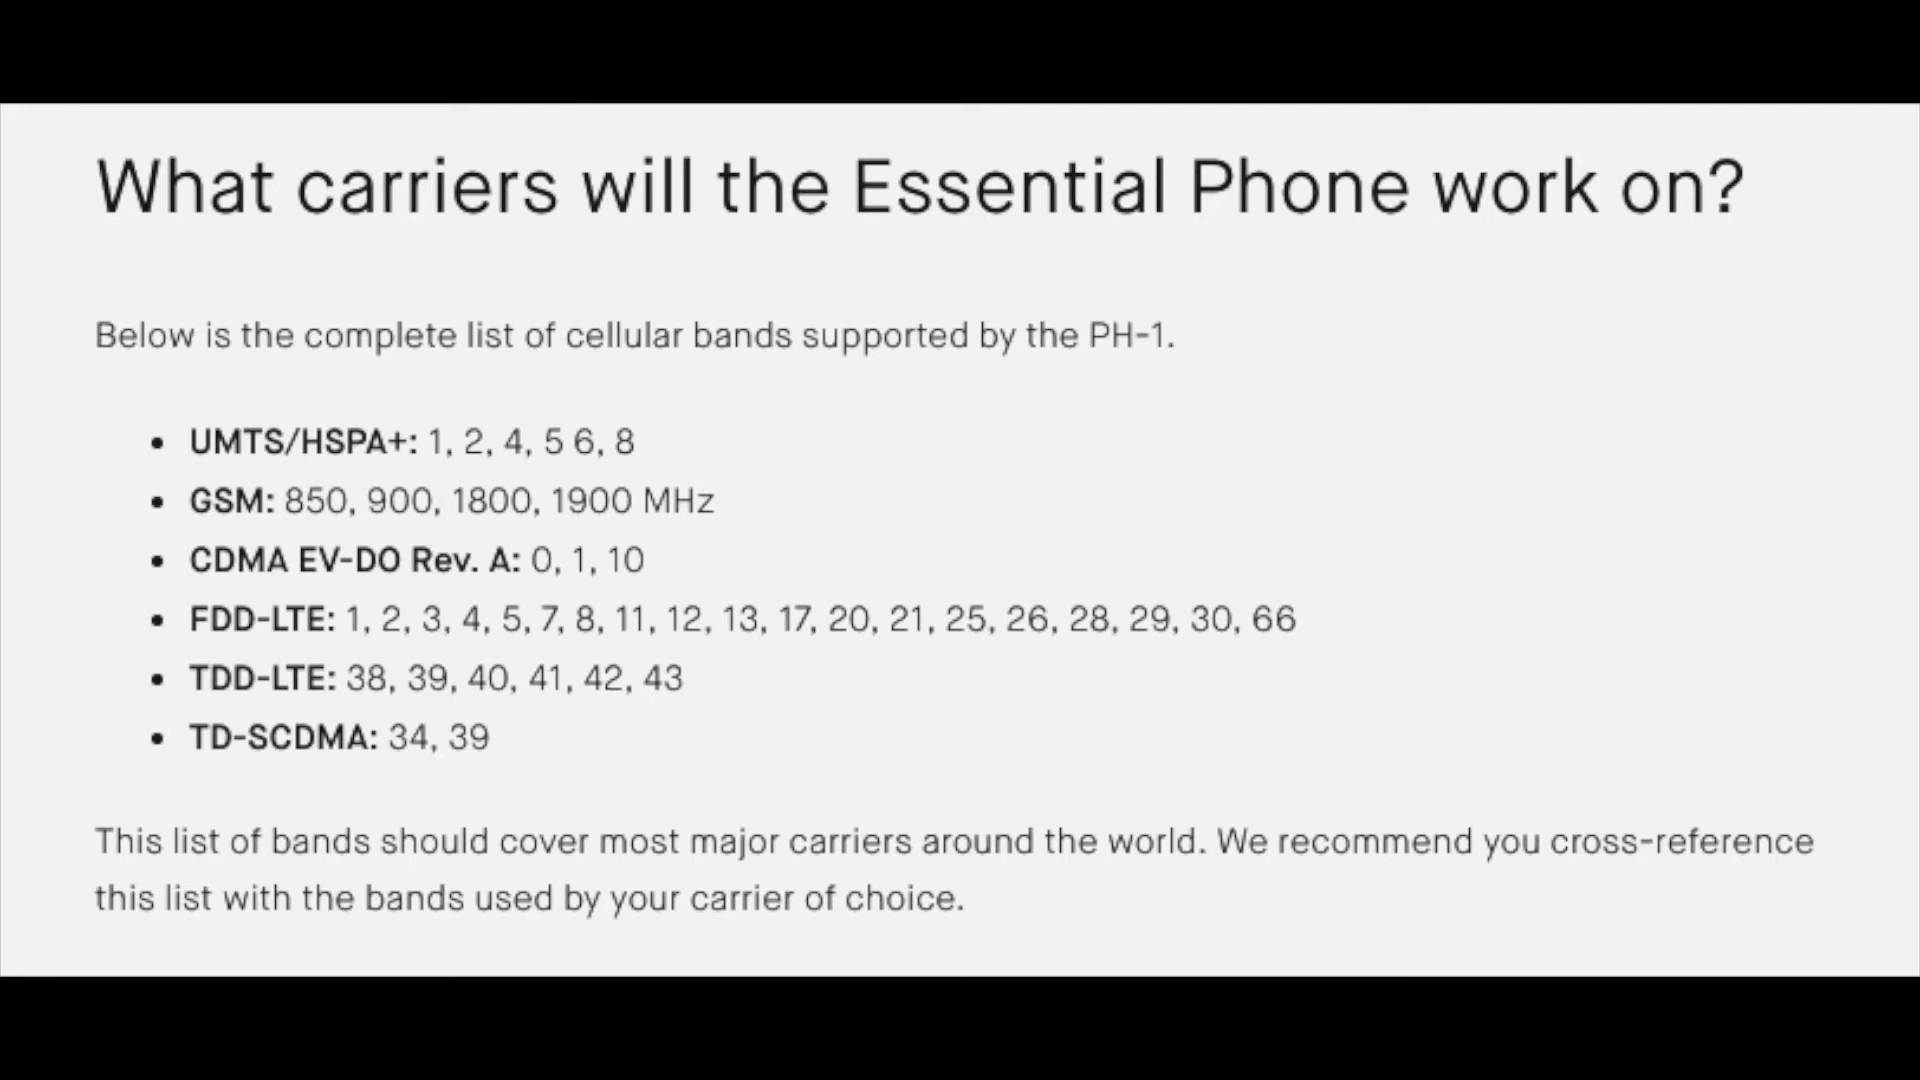 What carriers will the Essential Phone work on?
Below is the complete list of cellular bands supported by the PH-1.
• UMTS/HSPA+: 1, 2, 4, 5 6, 8
• GSM: 850, 900, 1800, 1900 MHz
• CDMA EV-DO Rev. A: 0, 1, 10
• FDD-LTE: 1, 2, 3, 4, 5, 7, 8, 11, 12, 13, 17, 20, 21, 25, 26, 28, 29, 30, 66
• TDD-LTE: 38, 39, 40, 41, 42, 43
• TD-SCDMA: 34, 39
This list of bands should cover most major carriers around the world. We recommend you cross-reference
this list with the bands used by your carrier of choice.